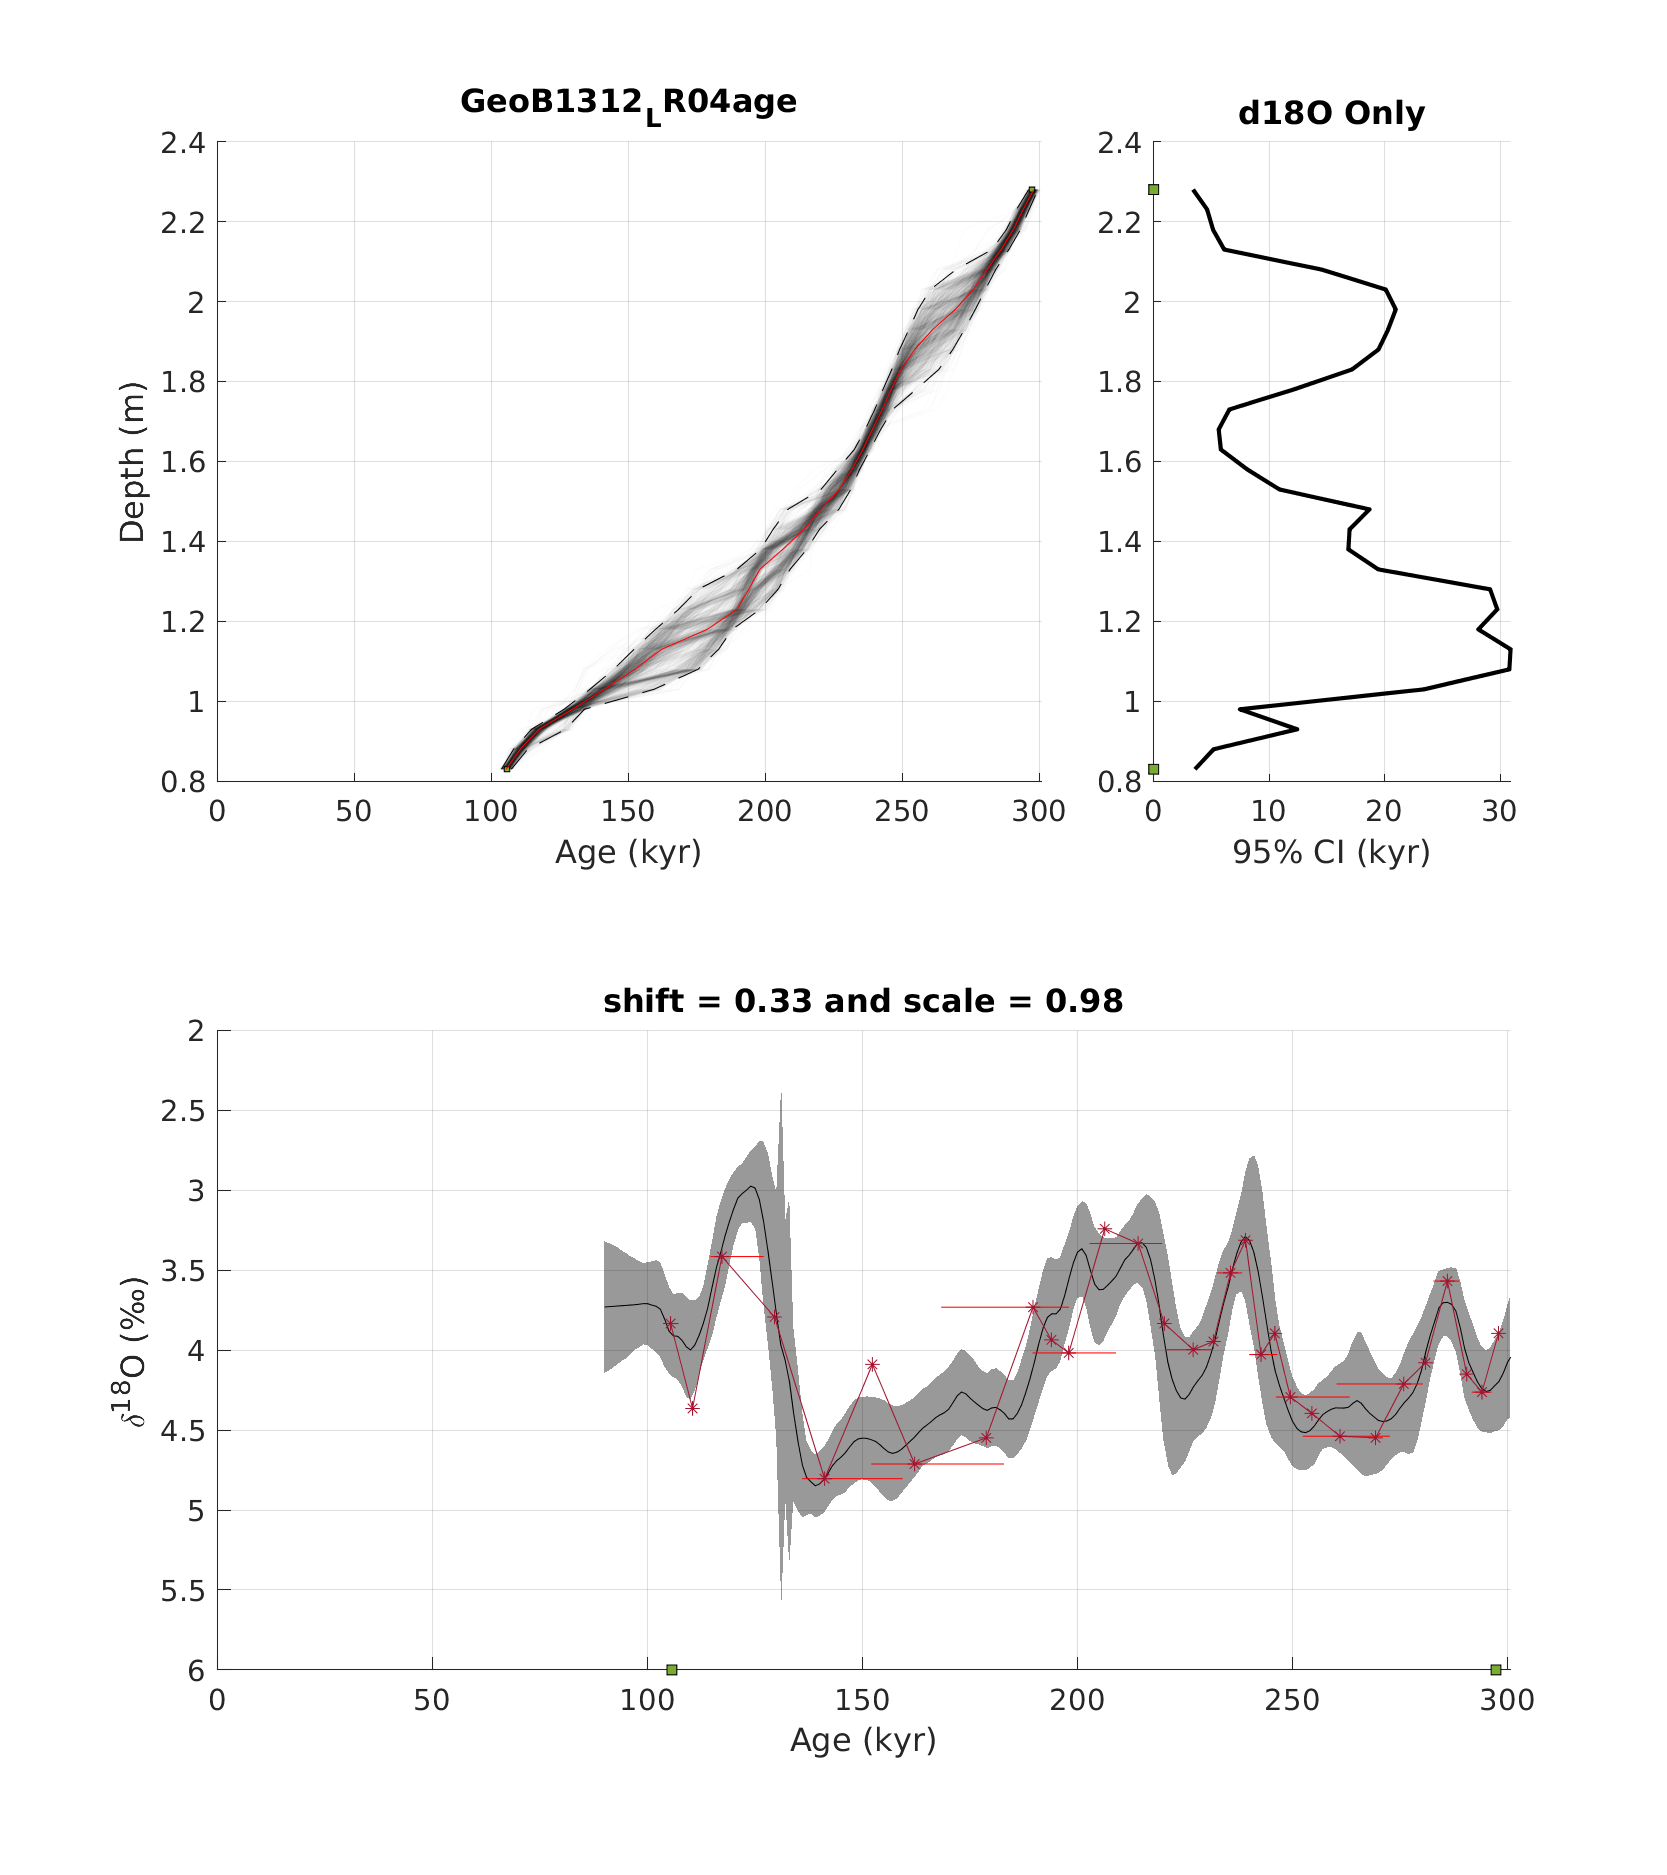 GeoB1312LR04age
d18O Only
2.4
2.2
2
1.8
1.6
1.4
1.2
1
0.8
Depth (m)
0 50 100 150 200 250 300
Age (kyr)
2.4
2.2
2
1.8
1.6
1.4
1.2
1
0.8
0 10 20 30
95% CI (kyr)
shift = 0.33 and scale = 0.98
2
2.5
3
3.5
4
4.5
5
5.5
6
δ18O (‰)
0 50 100 150 200 250 300
Age (kyr)